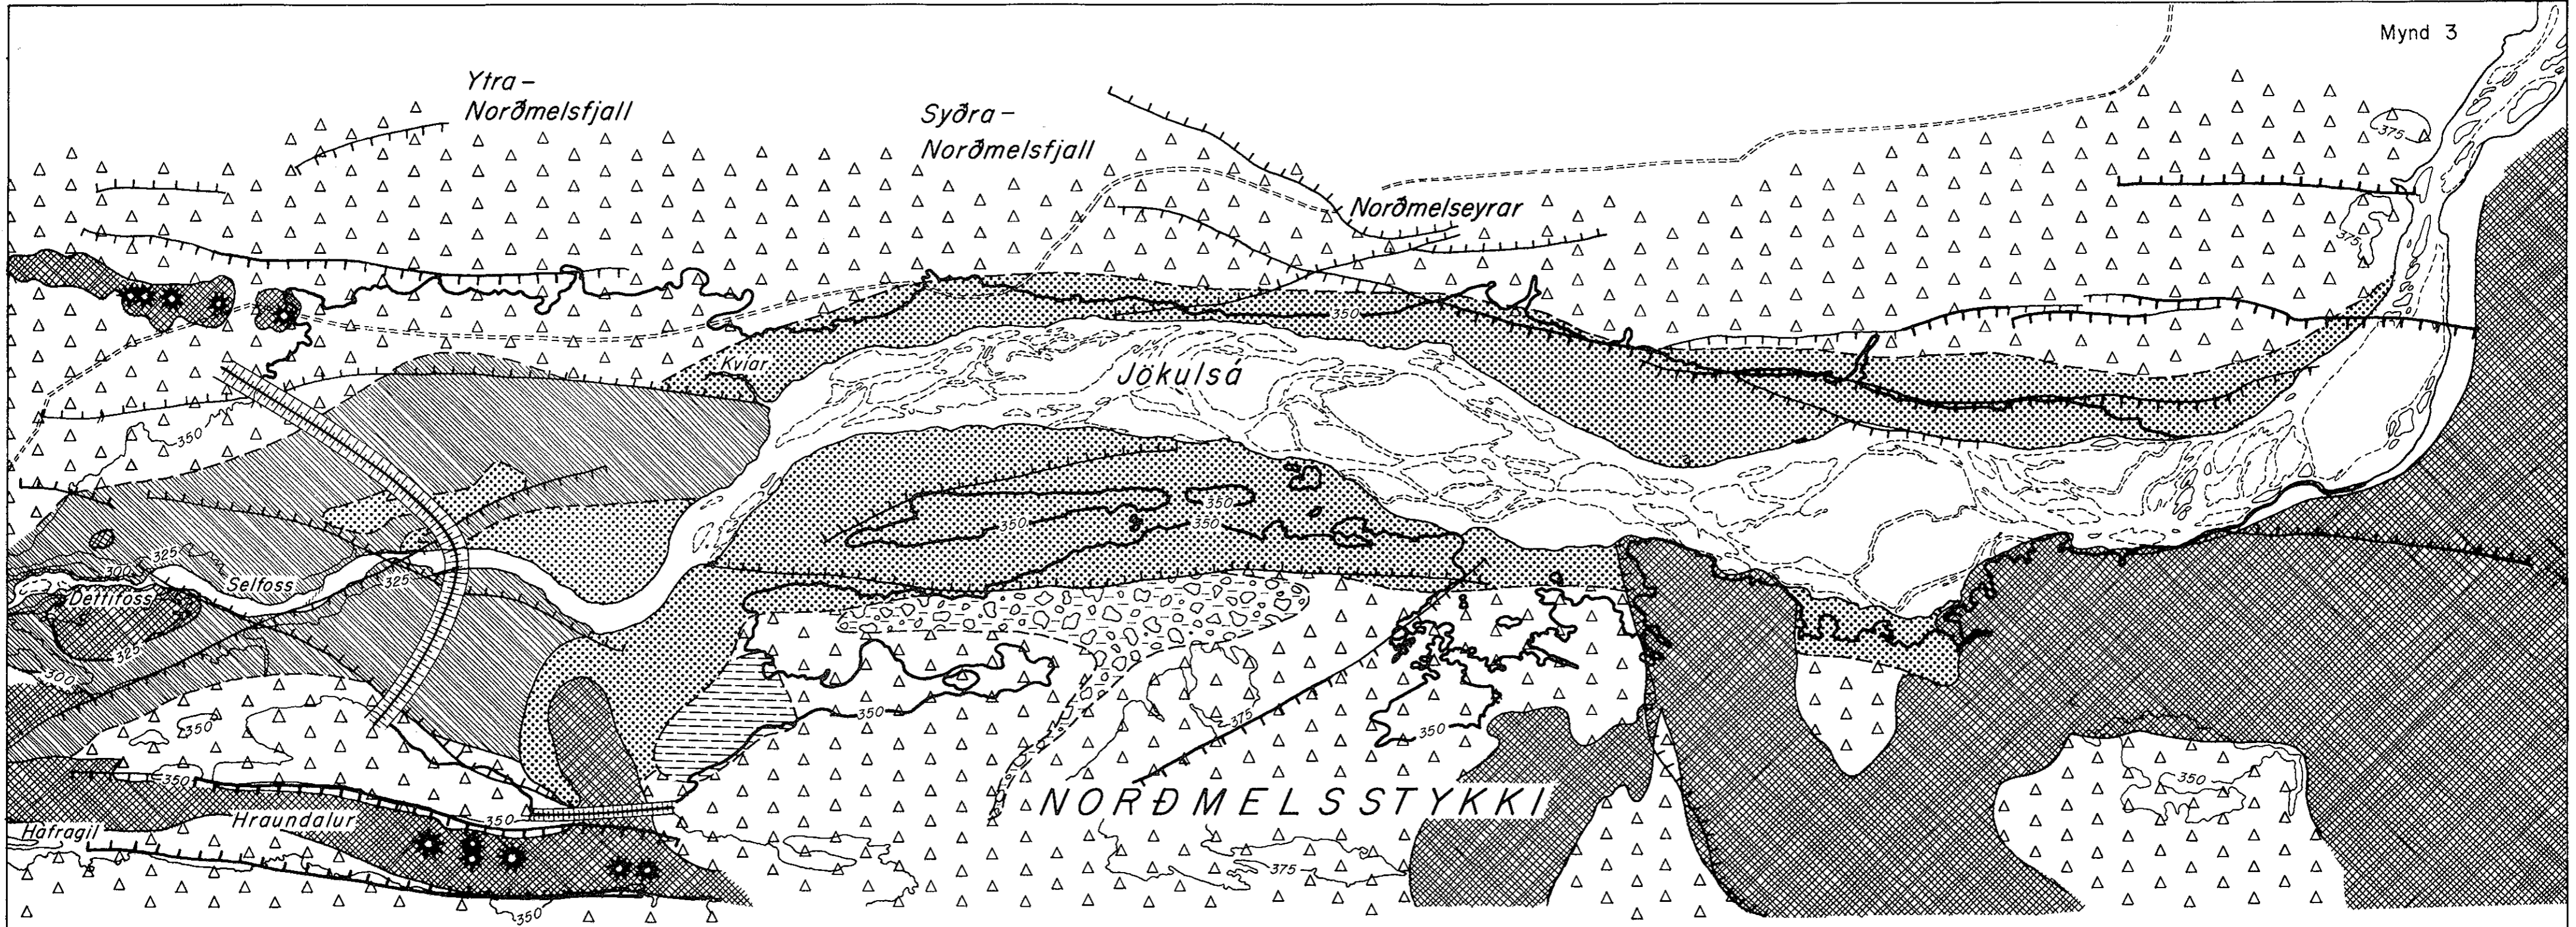 Mynd 3
Ytra –
Norðmelsfjall
Syðra –
Norðmelsfjall
375
Norðmelseyrar
375
350
Kvíar
Jökulsá
350
350
350
350
325
300
Selfoss
325
Dettifoss
325
300
350
350
375
350
350
350
NORÐMELSSTYKKI
350
Hraundalur
Hafragil
375
350